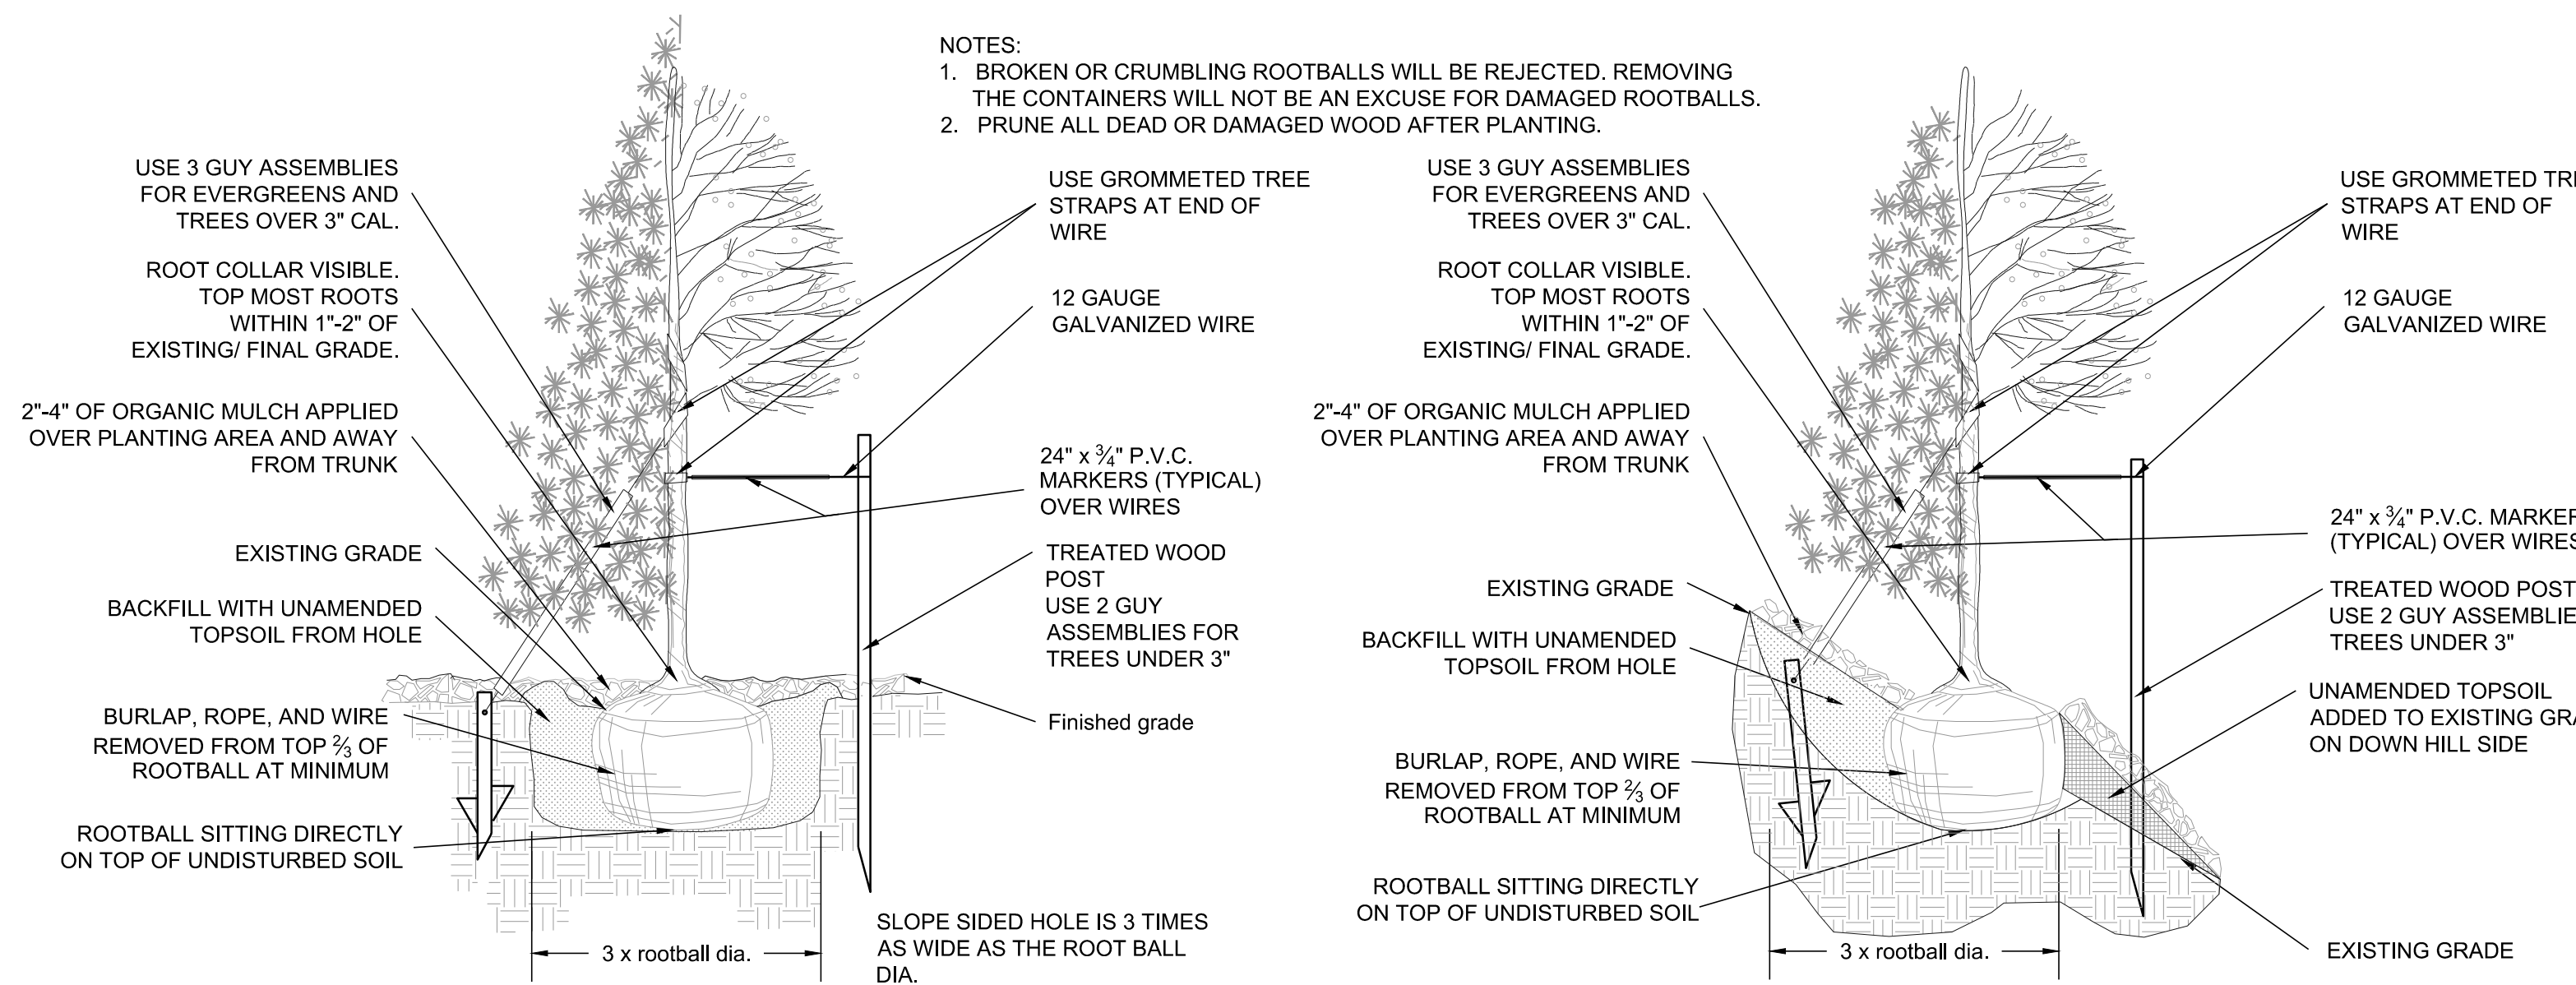 NOTES:
1. BROKEN OR CRUMBLING ROOTBALLS WILL BE REJECTED. REMOVING
THE CONTAINERS WILL NOT BE AN EXCUSE FOR DAMAGED ROOTBALLS.
2. PRUNE ALL DEAD OR DAMAGED WOOD AFTER PLANTING.
USE 3 GUY ASSEMBLIES
FOR EVERGREENS AND
TREES OVER 3" CAL.
ROOT COLLAR VISIBLE.
TOP MOST ROOTS
WITHIN 1"-2" OF
EXISTING/ FINAL GRADE.
2"-4" OF ORGANIC MULCH APPLIED
OVER PLANTING AREA AND AWAY
FROM TRUNK
EXISTING GRADE
BACKFILL WITH UNAMENDED
TOPSOIL FROM HOLE
BURLAP, ROPE, AND WIRE
REMOVED FROM TOP ⅔ OF
ROOTBALL AT MINIMUM
ROOTBALL SITTING DIRECTLY
ON TOP OF UNDISTURBED SOIL
USE GROMMETED TREE
STRAPS AT END OF
WIRE
12 GAUGE
GALVANIZED WIRE
24" x ¾" P.V.C.
MARKERS (TYPICAL)
OVER WIRES
TREATED WOOD
POST
USE 2 GUY
ASSEMBLIES FOR
TREES UNDER 3"
Finished grade
SLOPE SIDED HOLE IS 3 TIMES
AS WIDE AS THE ROOT BALL
DIA.
3 x rootball dia.
USE 3 GUY ASSEMBLIES
FOR EVERGREENS AND
TREES OVER 3" CAL.
ROOT COLLAR VISIBLE.
TOP MOST ROOTS
WITHIN 1"-2" OF
EXISTING/ FINAL GRADE.
2"-4" OF ORGANIC MULCH APPLIED
OVER PLANTING AREA AND AWAY
FROM TRUNK
EXISTING GRADE
BACKFILL WITH UNAMENDED
TOPSOIL FROM HOLE
BURLAP, ROPE, AND WIRE
REMOVED FROM TOP ⅔ OF
ROOTBALL AT MINIMUM
ROOTBALL SITTING DIRECTLY
ON TOP OF UNDISTURBED SOIL
USE GROMMETED
STRAPS AT END OF
WIRE
12 GAUGE
GALVANIZED WIRE
24" x ¾" P.V.C.
(TYPICAL) OVER
TREATED WOOD POST
USE 2 GUY
TREES UNDER 3"
UNAMENDED TOPSOIL
ADDED TO EXISTING
ON DOWN HILL SIDE
EXISTING GRADE
3 x rootball dia.